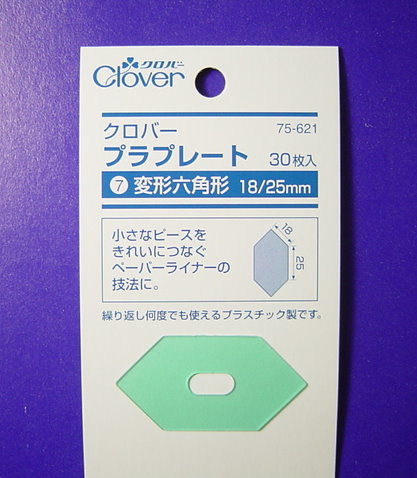 クロバー
Clover
クロバー 75-621
プラプレート 30枚入
7 変形六角形 18/25mm
小さなピースを
きれいにつなぐ
ペーパーライナーの
技法に。
18
25
繰り返し何度でも使えるプラスチック製です。